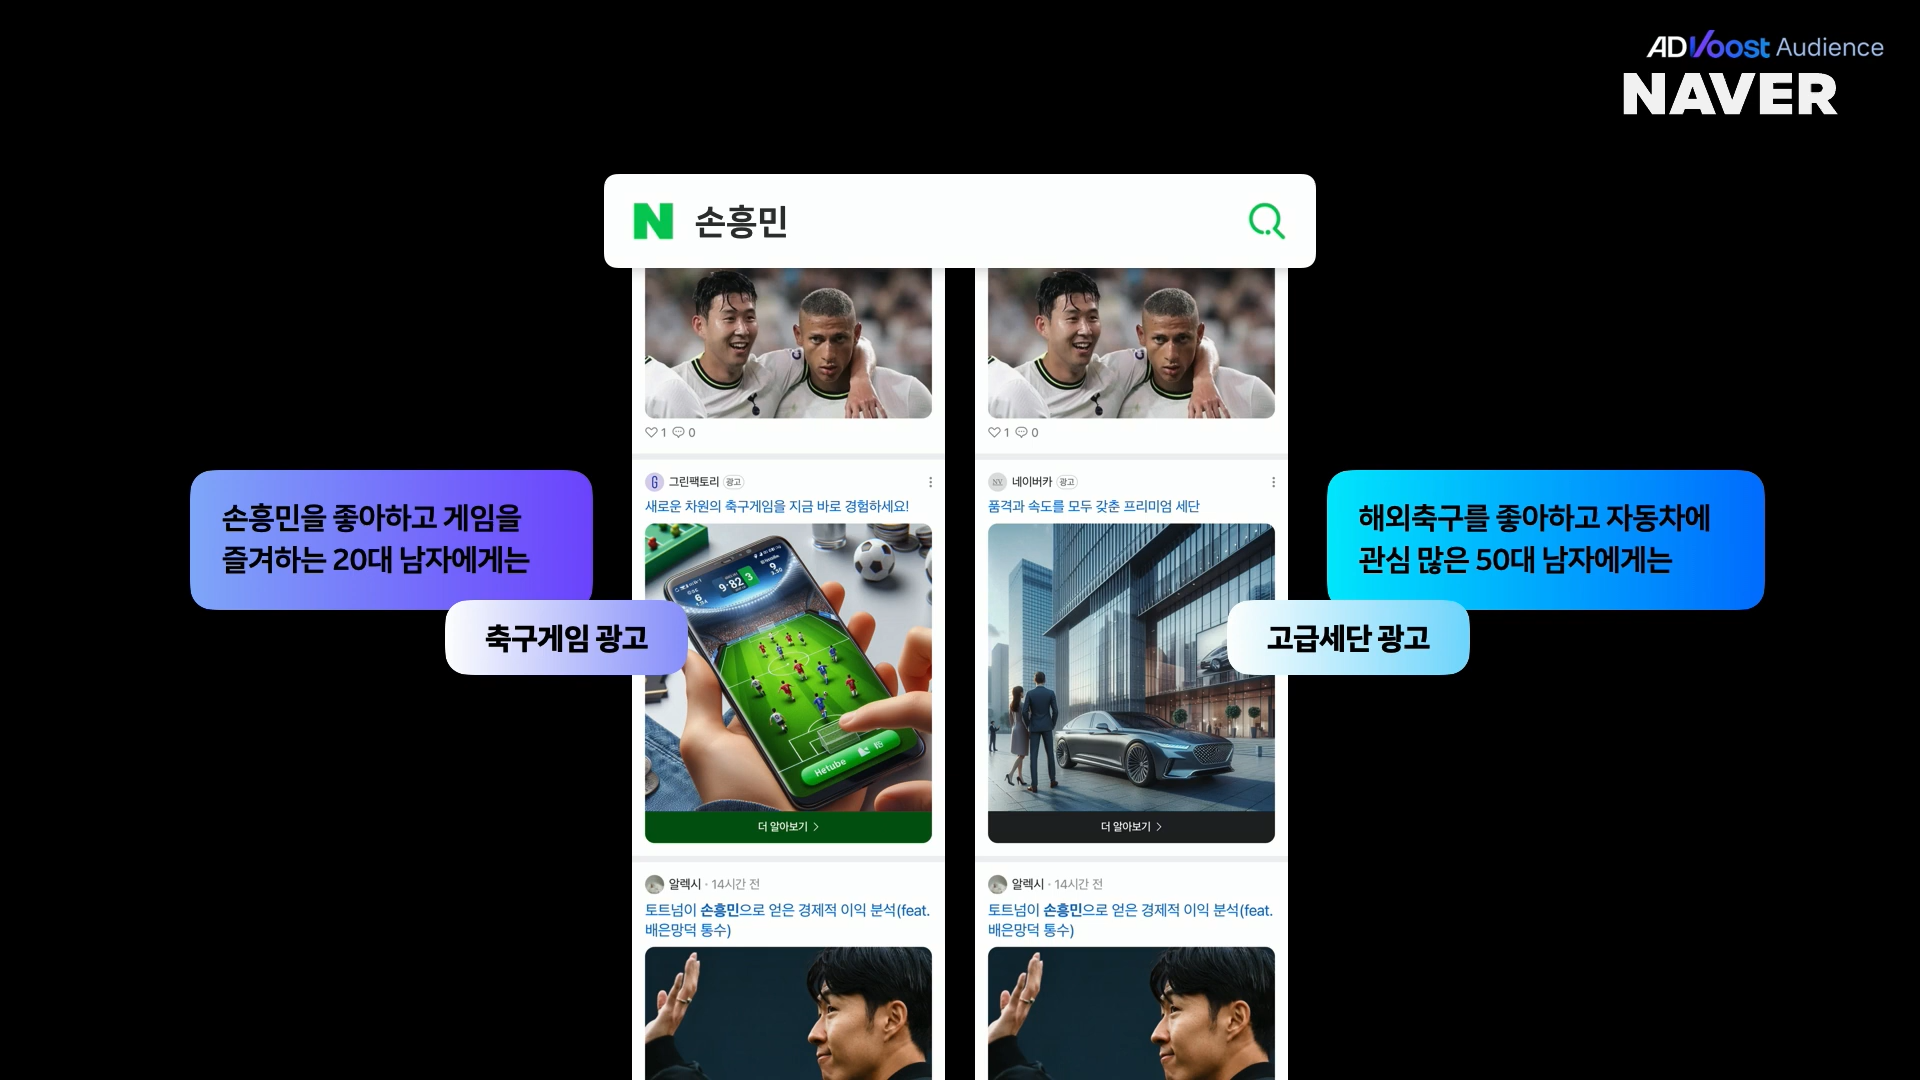 ADVoost Audience
NAVER
N 손흥민
♡ 1 0
♡ 1 0
손흥민을 좋아하고 게임을
즐겨하는 20대 남자에게는
축구게임 광고
G 그린팩토리 광고
새로운 차원의 축구게임을 지금 바로 경험하세요!
9:82 3
Hetube
더 알아보기 >
알렉시 · 14시간 전
토트넘이 손흥민으로 얻은 경제적 이익 분석(feat.
배은망덕 통수)
네이버카 광고
품격과 속도를 모두 갖춘 프리미엄 세단
더 알아보기 >
알렉시 · 14시간 전
토트넘이 손흥민으로 얻은 경제적 이익 분석(feat.
배은망덕 통수)
해외축구를 좋아하고 자동차에
관심 많은 50대 남자에게는
고급세단 광고